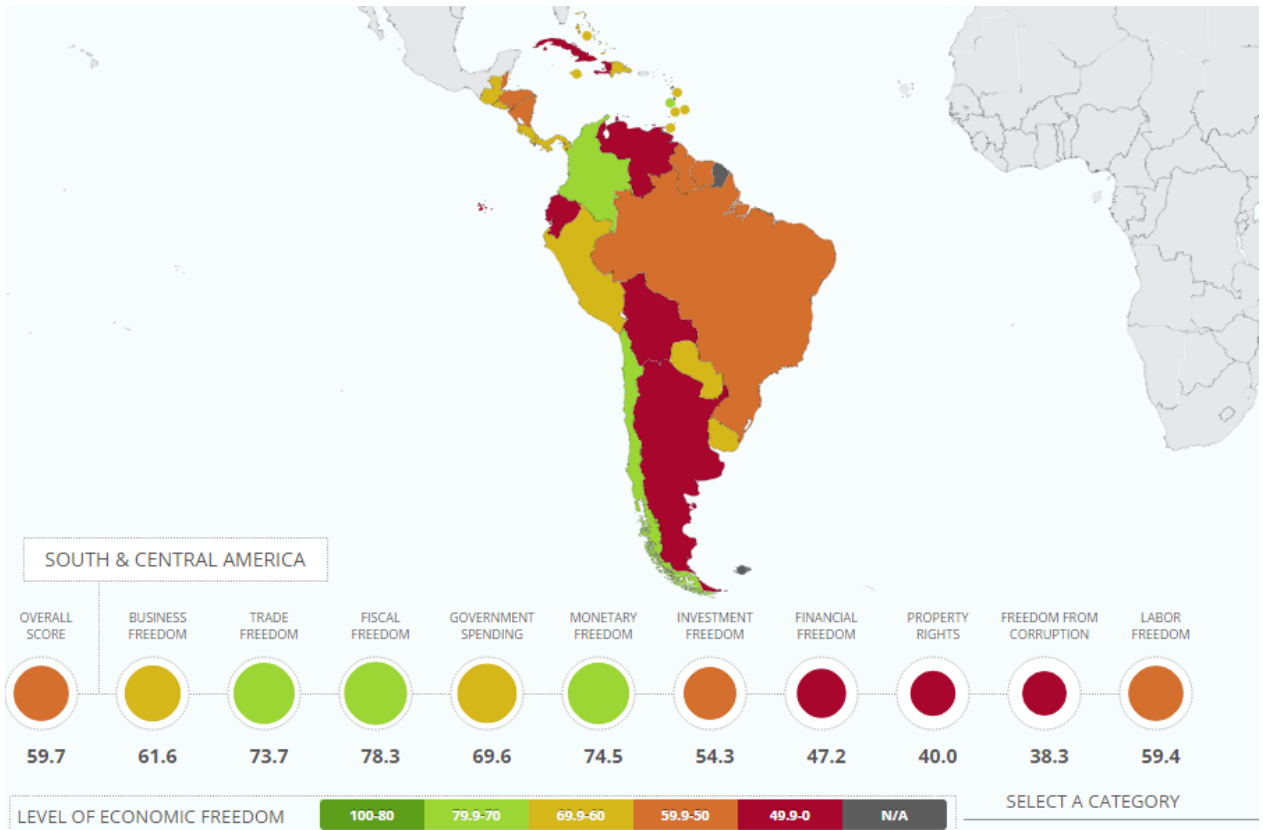 SOUTH & CENTRAL AMERICA
OVERALL SCORE
BUSINESS FREEDOM
TRADE FREEDOM
FISCAL FREEDOM
GOVERNMENT SPENDING
MONETARY FREEDOM
INVESTMENT FREEDOM
FINANCIAL FREEDOM
PROPERTY RIGHTS
FREEDOM FROM CORRUPTION
LABOR FREEDOM
59.7 61.6 73.7 78.3 69.6 74.5 54.3 47.2 40.0 38.3 59.4
LEVEL OF ECONOMIC FREEDOM 100-80 79.9-70 69.9-60 59.9-50 49.9-0 N/A
SELECT A CATEGORY